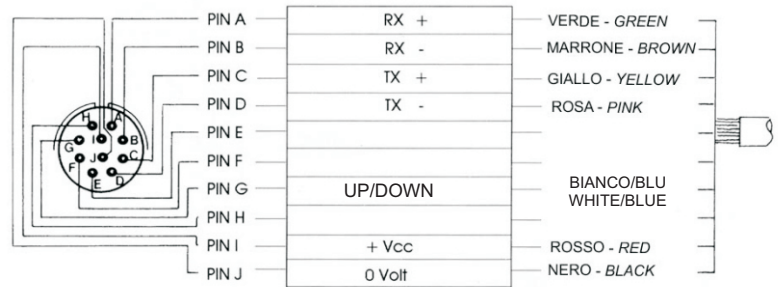 PIN A RX + VERDE - GREEN
PIN B RX - MARRONE - BROWN
PIN C TX + GIALLO - YELLOW
PIN D TX - ROSA - PINK
PIN E
PIN F
PIN G UP/DOWN BIANCO/BLU
WHITE/BLUE
PIN H
PIN I + Vcc ROSSO - RED
PIN J 0 Volt NERO - BLACK
H A
G I B
F J C
E D